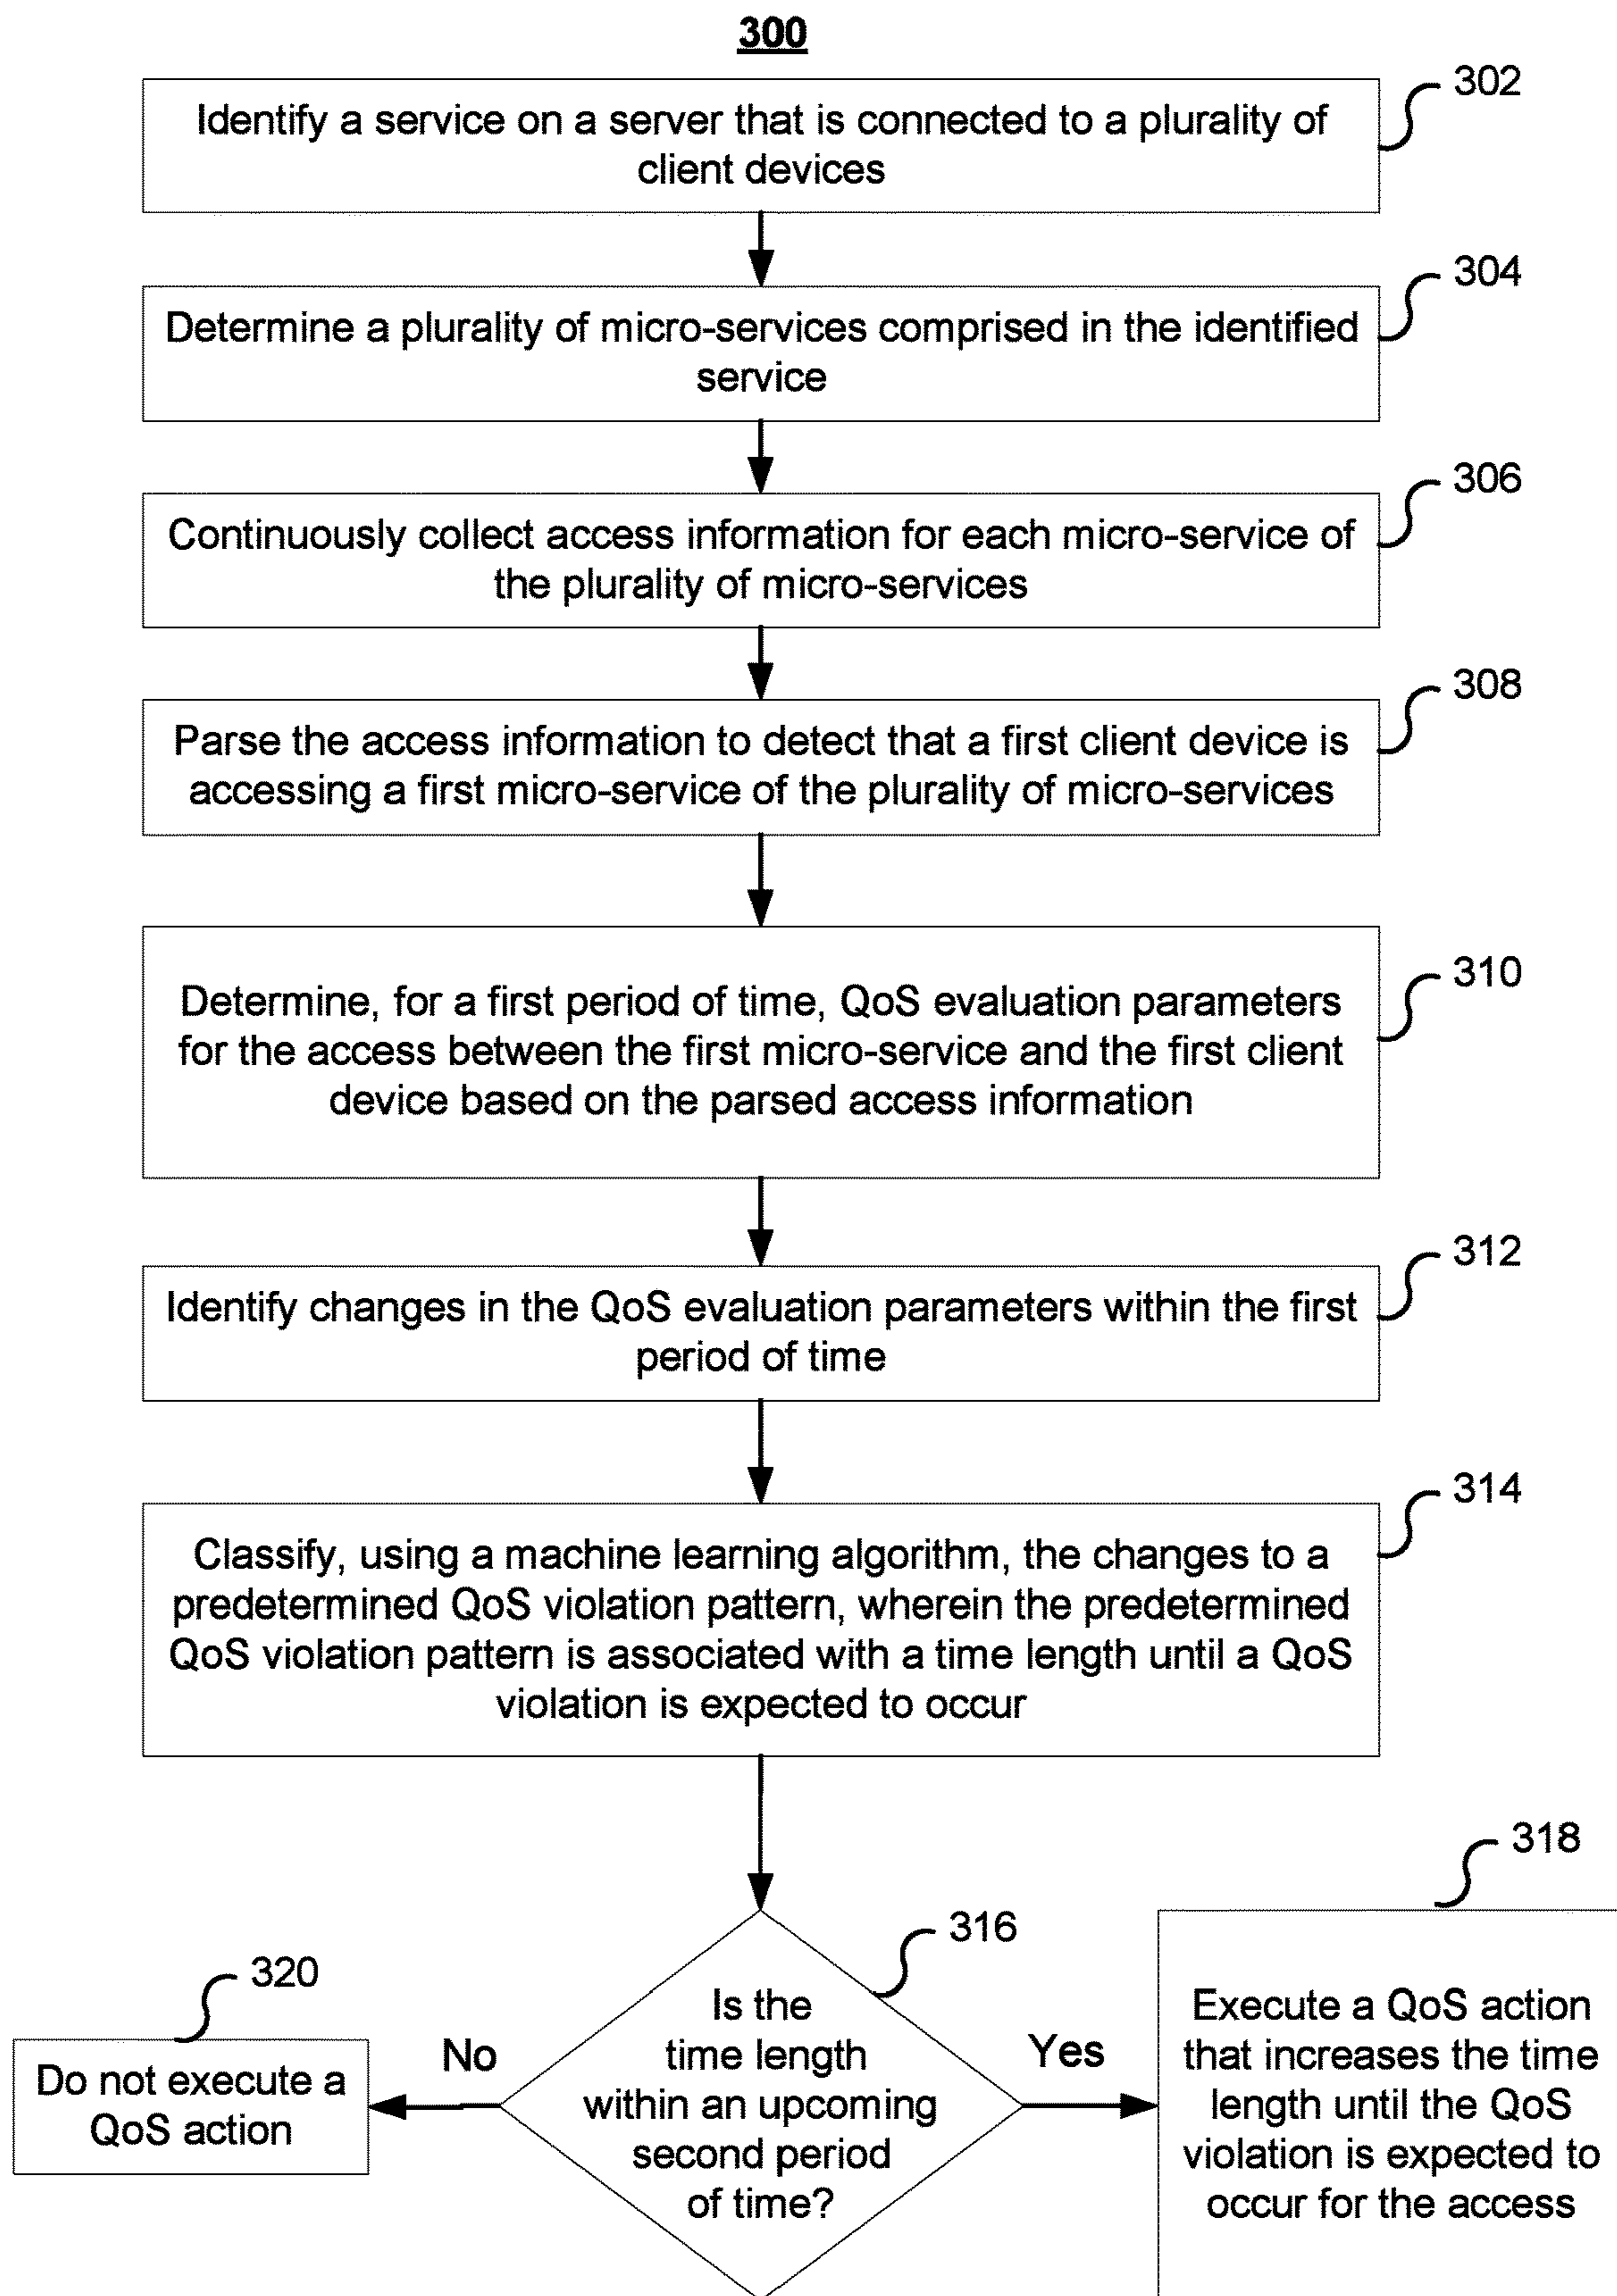 300
302
Identify a service on a server that is connected to a plurality of
client devices
304
Determine a plurality of micro-services comprised in the identified
service
306
Continuously collect access information for each micro-service of
the plurality of micro-services
308
Parse the access information to detect that a first client device is
accessing a first micro-service of the plurality of micro-services
310
Determine, for a first period of time, QoS evaluation parameters
for the access between the first micro-service and the first client
device based on the parsed access information
312
Identify changes in the QoS evaluation parameters within the first
period of time
314
Classify, using a machine learning algorithm, the changes to a
predetermined QoS violation pattern, wherein the predetermined
QoS violation pattern is associated with a time length until a QoS
violation is expected to occur
316
Is the
time length
within an upcoming
second period
of time?
No
320
Do not execute a
QoS action
Yes
318
Execute a QoS action
that increases the time
length until the QoS
violation is expected to
occur for the access